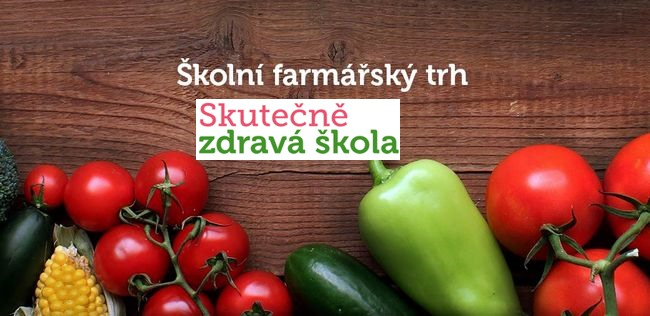 Školní farmářský trh
Skutečně
zdravá škola